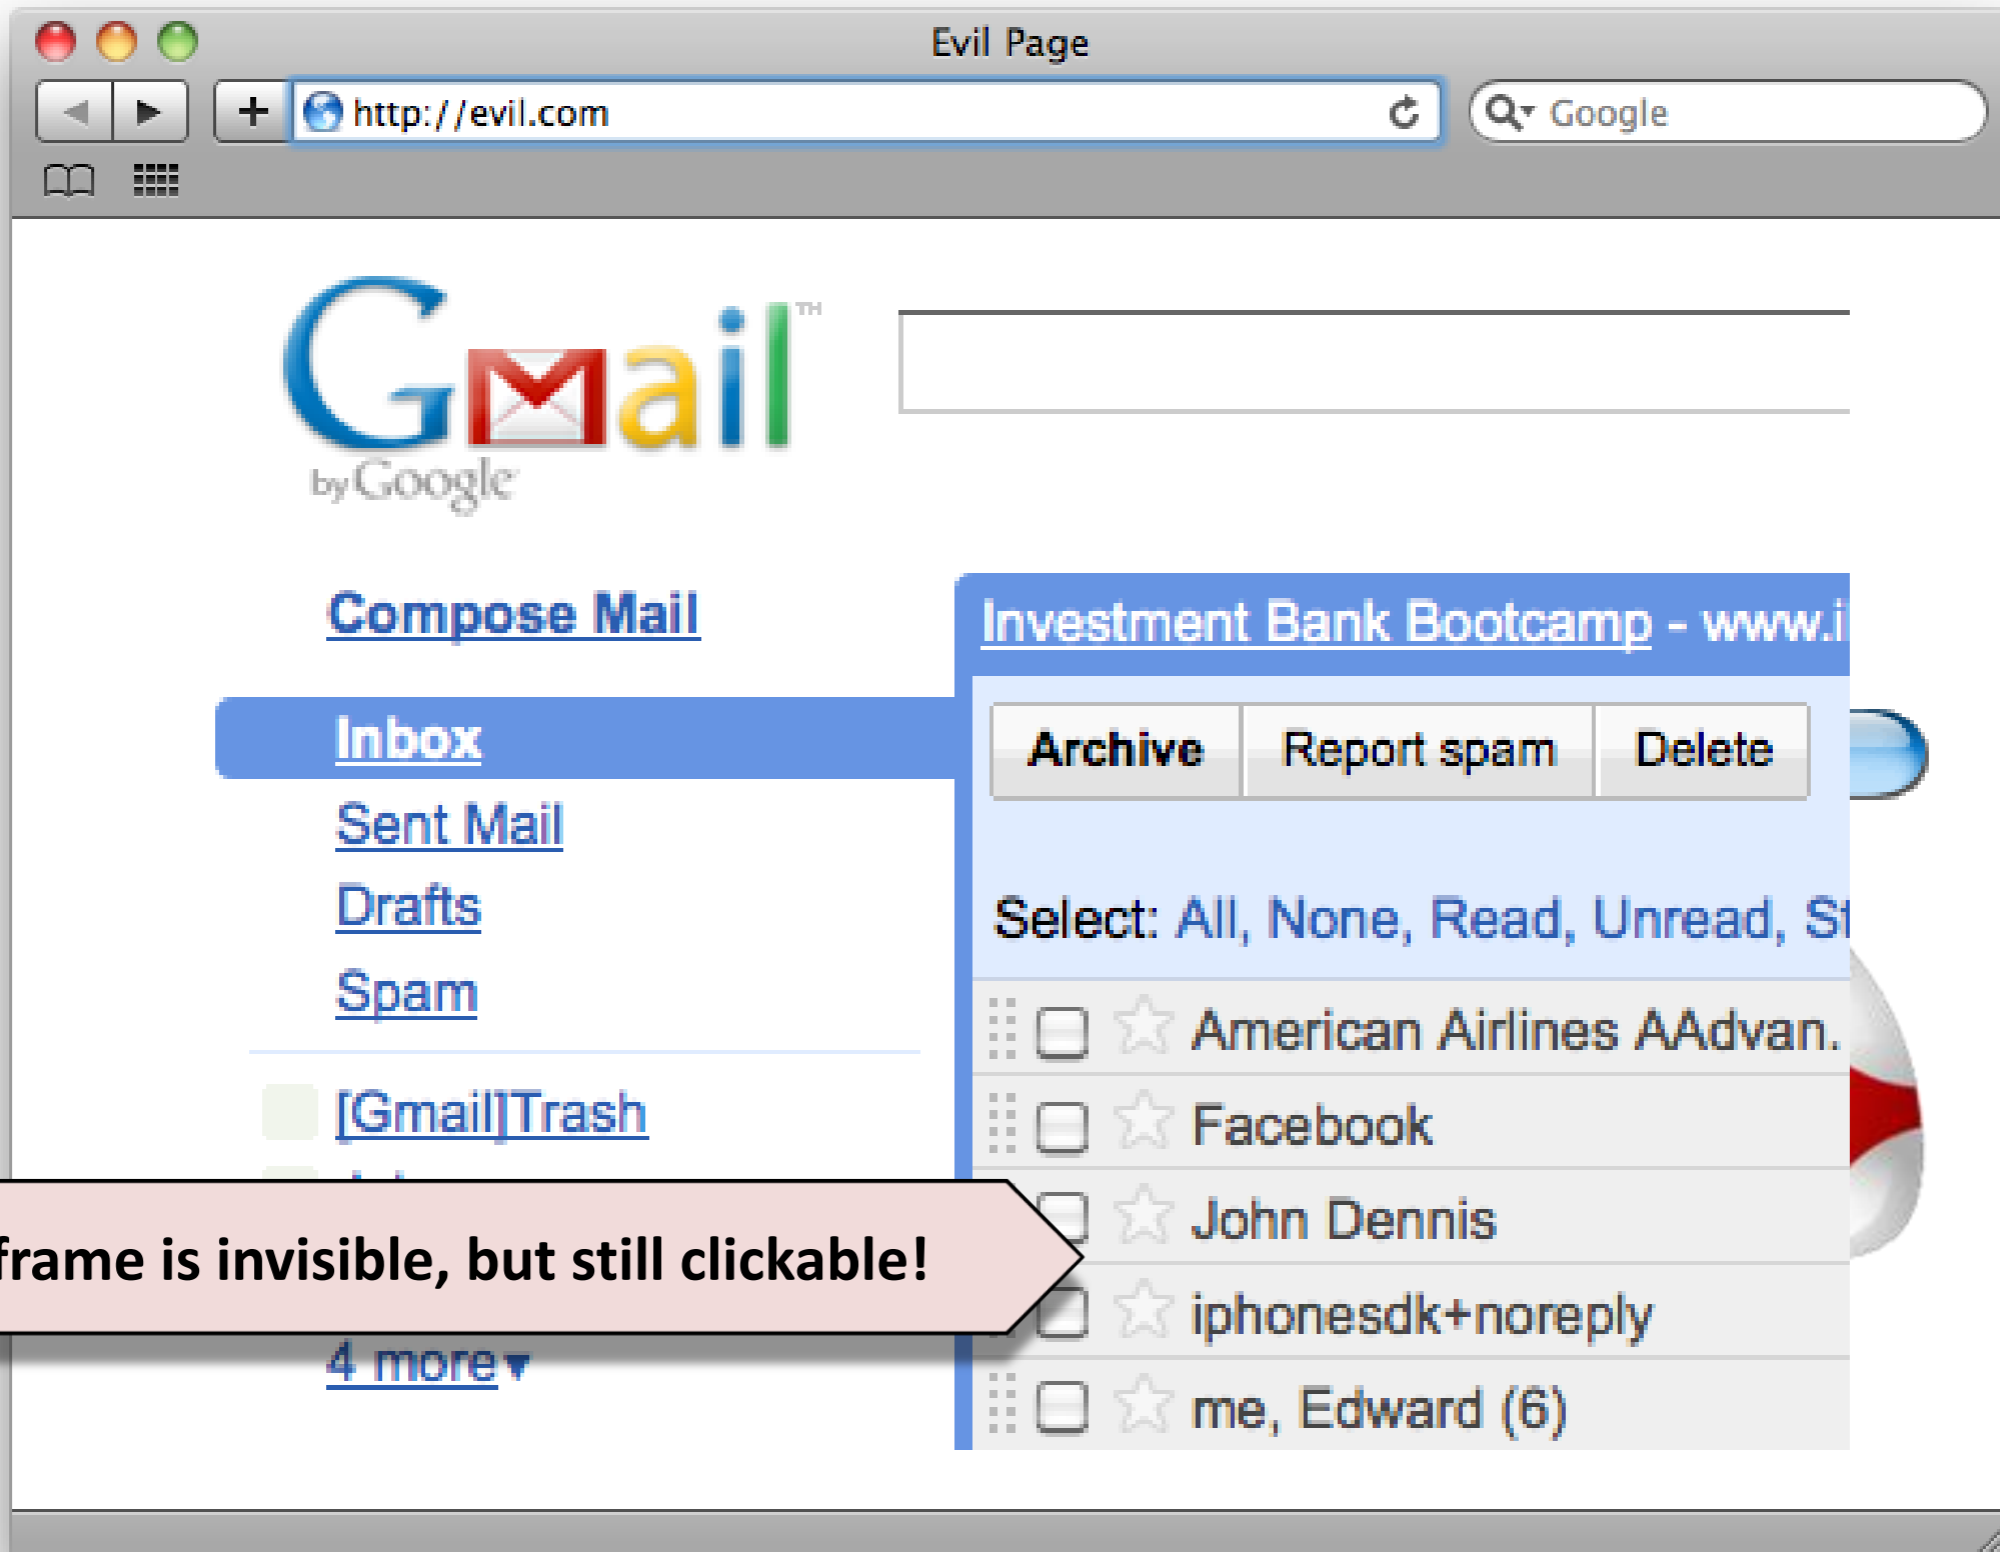 Evil Page
http://evil.com
Google
Gmail™
by Google
Compose Mail
Investment Bank Bootcamp - www.i
Inbox
Archive Report spam Delete
Sent Mail
Drafts
Select: All, None, Read, Unread, St
Spam
American Airlines AAdvan.
[Gmail]Trash
Facebook
John Dennis
frame is invisible, but still clickable!
iphonesdk+noreply
4 more
me, Edward (6)